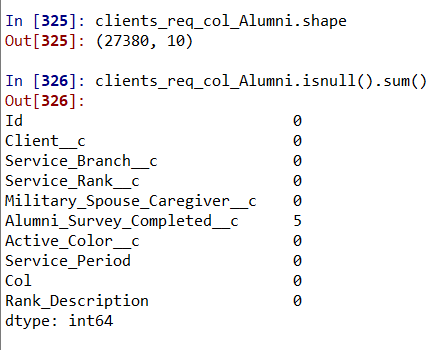 In [325]: clients_req_col_Alumni.shape
Out[325]: (27380, 10)
In [326]: clients_req_col_Alumni.isnull().sum()
Out[326]:
Id 0
Client__c 0
Service_Branch__c 0
Service_Rank__c 0
Military_Spouse_Caregiver__c 0
Alumni_Survey_Completed__c 5
Active_Color__c 0
Service_Period 0
Col 0
Rank_Description 0
dtype: int64